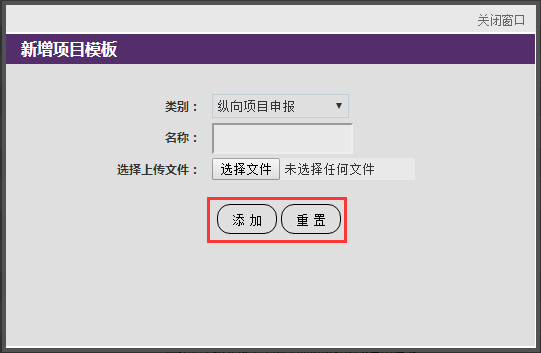 关闭窗口
新增项目模板
类别： 纵向项目申报
名称：
选择上传文件： 选择文件 未选择任何文件
添 加 重 置